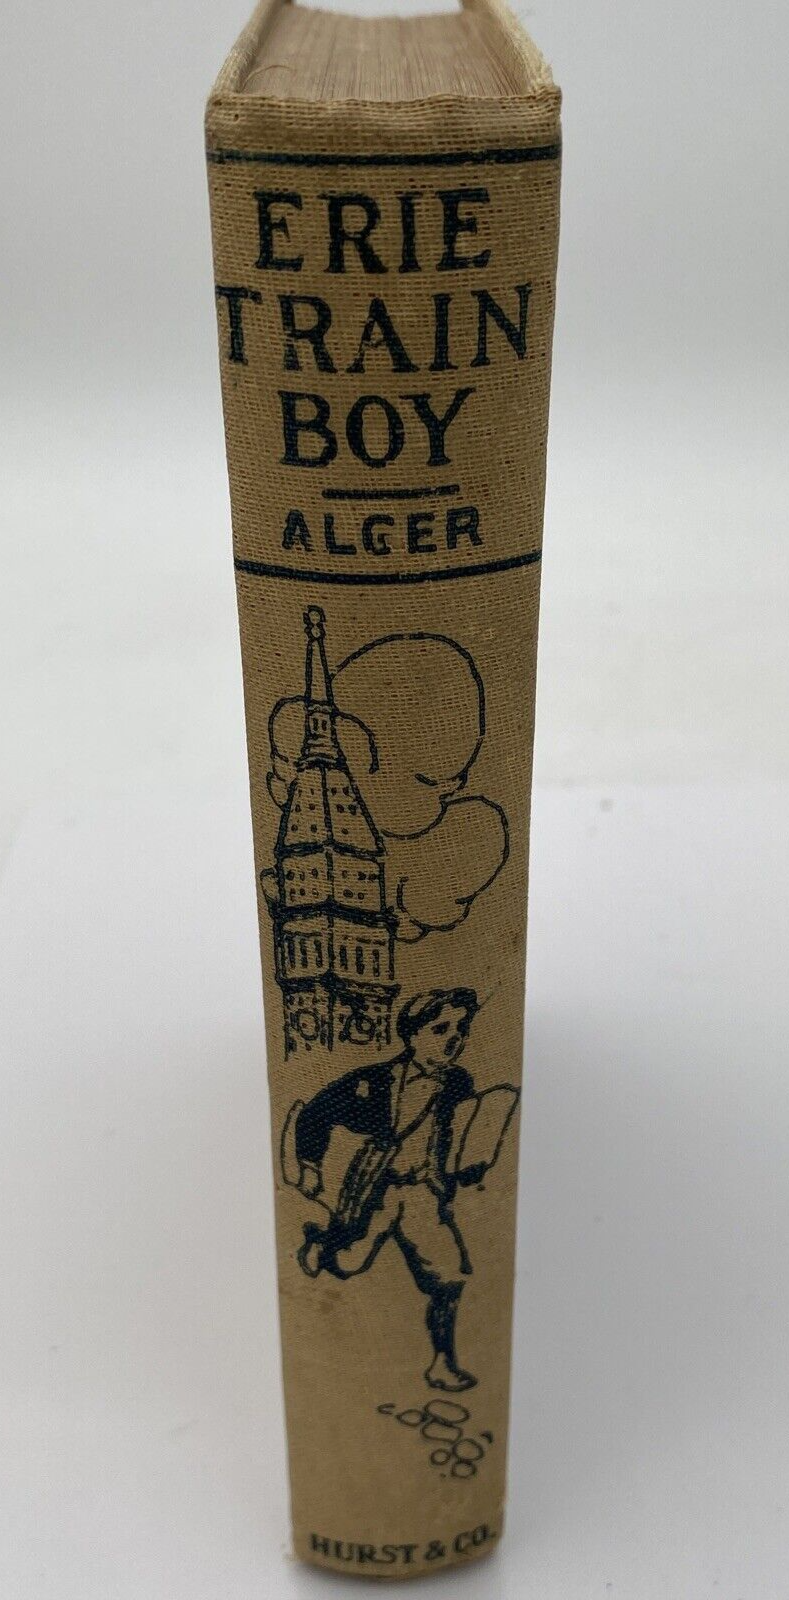 ERIE
TRAIN
BOY
ALGER
HURST & CO.